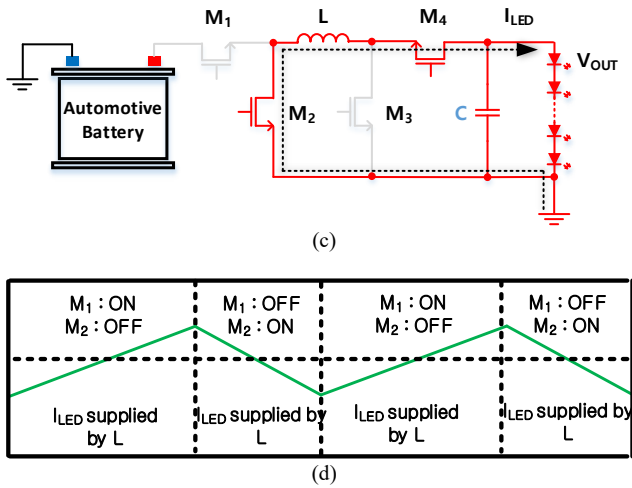 M1
L
M4
ILED
VOUT
Automotive
Battery
M2
M3
C
(c)
M1 : ON
M2 : OFF
M1 : OFF
M2 : ON
M1 : ON
M2 : OFF
M1 : OFF
M2 : ON
ILED supplied
by L
ILED supplied by
L
ILED supplied
by L
ILED supplied by
L
(d)